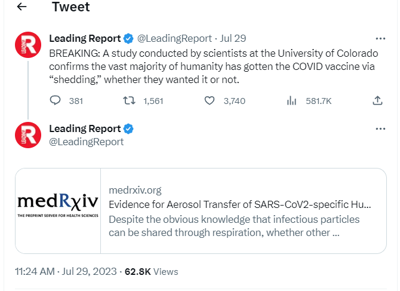 Tweet
Leading Report @LeadingReport · Jul 29
BREAKING: A study conducted by scientists at the University of Colorado
confirms the vast majority of humanity has gotten the COVID vaccine via
“shedding,” whether they wanted it or not.
381 1,561 3,740 581.7K
Leading Report
@LeadingReport
medRxiv
THE PREPRINT SERVER FOR HEALTH SCIENCES
medrxiv.org
Evidence for Aerosol Transfer of SARS-CoV2-specific Hu...
Despite the obvious knowledge that infectious particles
can be shared through respiration, whether other ...
11:24 AM · Jul 29, 2023 · 62.8K Views